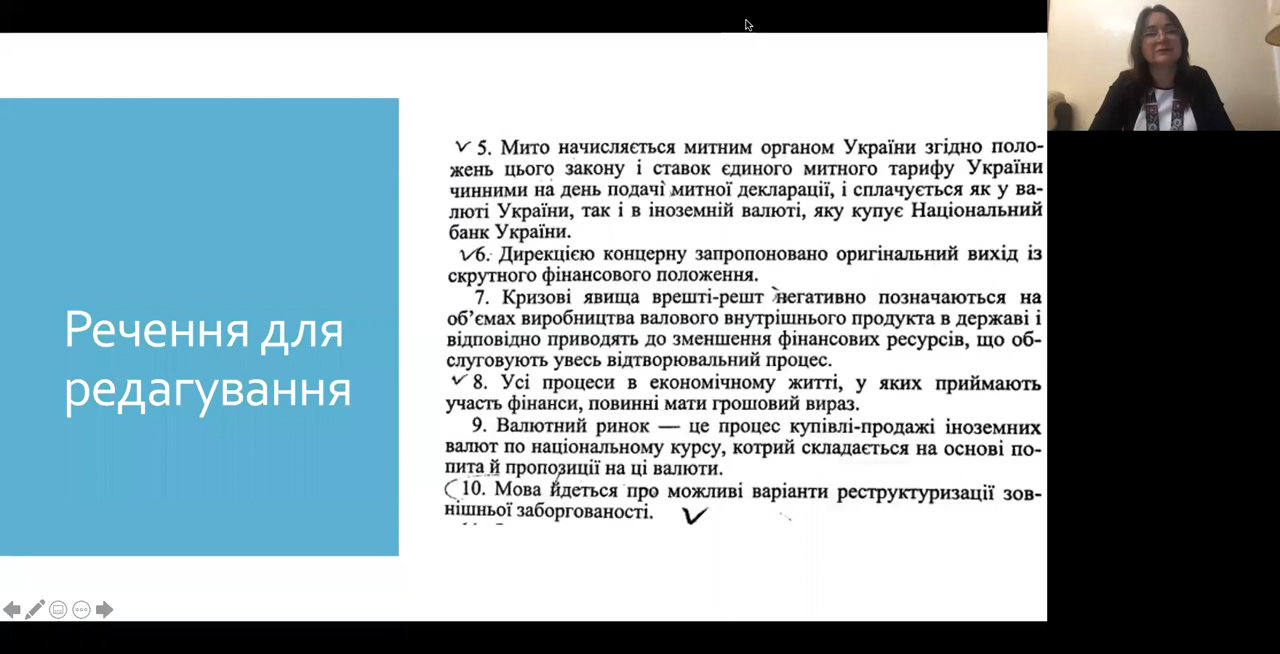 Речення для
редагування
5. Мито начисляється митним органом України згідно поло-
жень цього закону і ставок єдиного митного тарифу України
чинними на день подачі митної декларації, і сплачується як у ва-
люті України, так і в іноземній валюті, яку купує Національний
банк України.
6. Дирекцією концерну запропоновано оригінальний вихід із
скрутного фінансового положення.
7. Кризові явища врешті-решт негативно позначаються на
об’ємах виробництва валового внутрішнього продукта в державі і
відповідно приводять до зменшення фінансових ресурсів, що об-
слуговують увесь відтворювальний процес.
8. Усі процеси в економічному житті, у яких приймають
участь фінанси, повинні мати грошовий вираз.
9. Валютний ринок — це процес купівлі-продажі іноземних
валют по національному курсу, котрий складається на основі по-
пита й пропозиції на ці валюти.
10. Мова йдеться про можливі варіанти реструктуризації зов-
нішньої заборгованості.